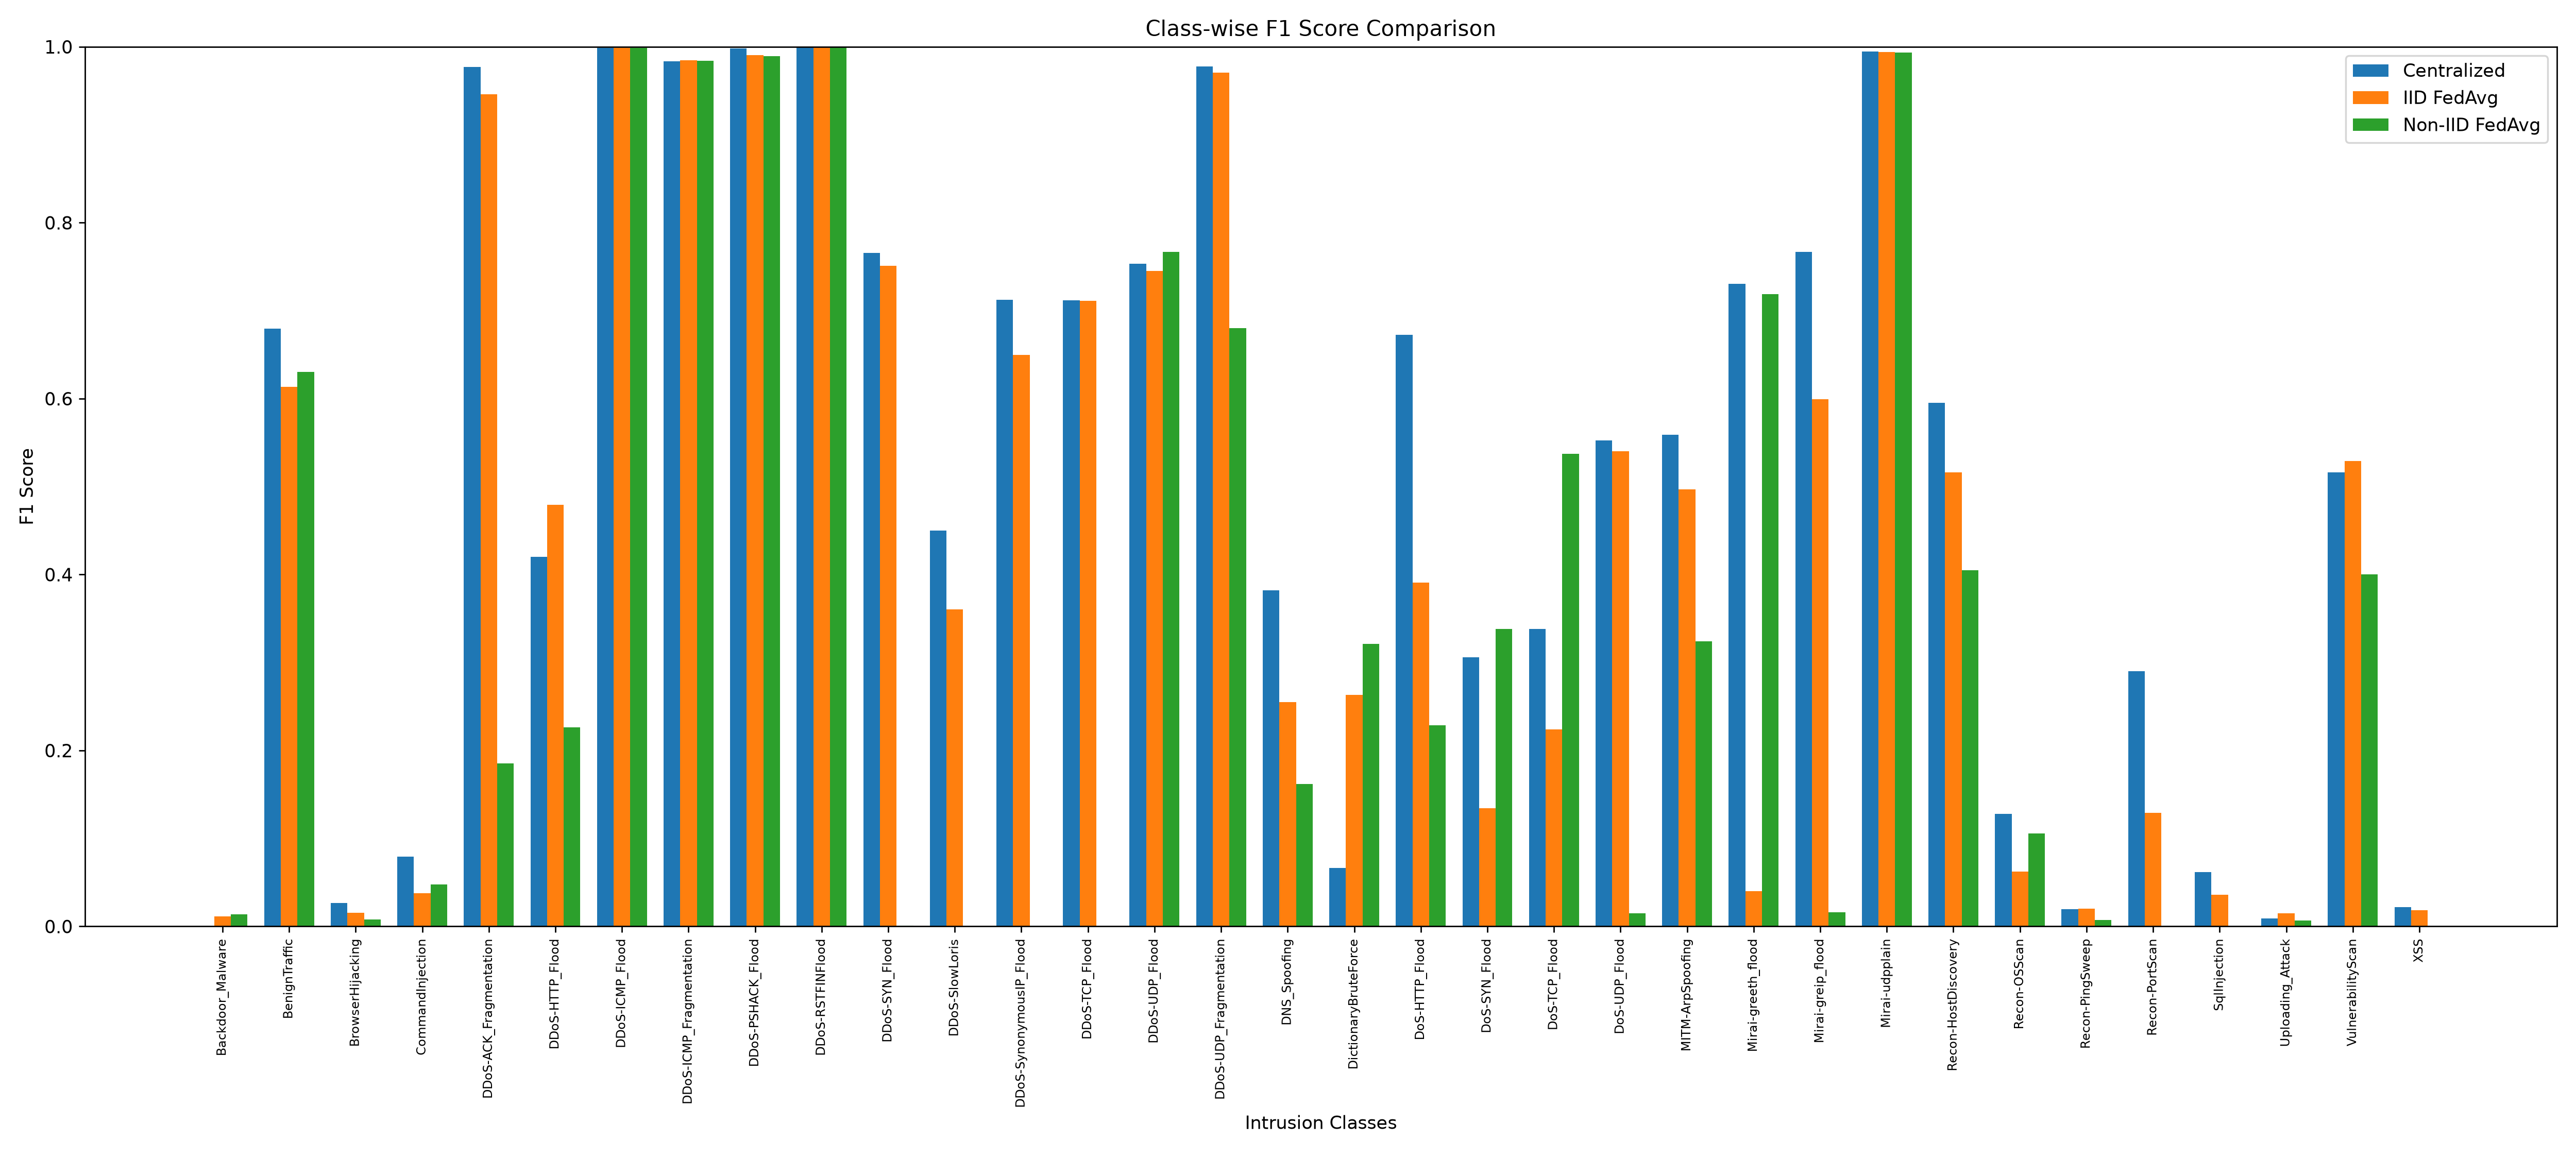 Class-wise F1 Score Comparison
Centralized
IID FedAvg
Non-IID FedAvg
F1 Score
1.0
0.8
0.6
0.4
0.2
0.0
Backdoor_Malware
BenignTraffic
BrowserHijacking
CommandInjection
DDoS-ACK_Fragmentation
DDoS-HTTP_Flood
DDoS-ICMP_Flood
DDoS-ICMP_Fragmentation
DDoS-PSHACK_Flood
DDoS-RSTFINFlood
DDoS-SYN_Flood
DDoS-SlowLoris
DDoS-SynonymousIP_Flood
DDoS-TCP_Flood
DDoS-UDP_Flood
DDoS-UDP_Fragmentation
DNS_Spoofing
DictionaryBruteForce
DoS-HTTP_Flood
DoS-SYN_Flood
DoS-TCP_Flood
DoS-UDP_Flood
MITM-ArpSpoofing
Mirai-greeth_flood
Mirai-greip_flood
Mirai-udpplain
Recon-HostDiscovery
Recon-OSScan
Recon-PingSweep
Recon-PortScan
SqlInjection
Uploading_Attack
VulnerabilityScan
XSS
Intrusion Classes